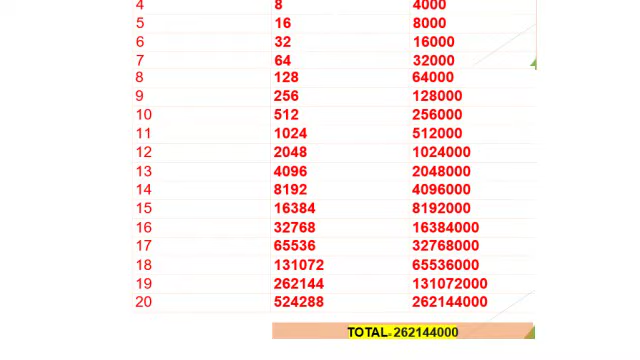 4 8 4000
5 16 8000
6 32 16000
7 64 32000
8 128 64000
9 256 128000
10 512 256000
11 1024 512000
12 2048 1024000
13 4096 2048000
14 8192 4096000
15 16384 8192000
16 32768 16384000
17 65536 32768000
18 131072 65536000
19 262144 131072000
20 524288 262144000
TOTAL 262144000